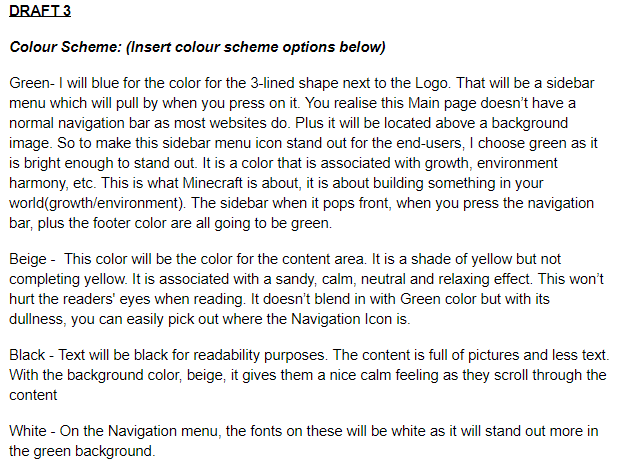 DRAFT 3
Colour Scheme: (Insert colour scheme options below)
Green- I will blue for the color for the 3-lined shape next to the Logo. That will be a sidebar
menu which will pull by when you press on it. You realise this Main page doesn't have a
normal navigation bar as most websites do. Plus it will be located above a background
image. So to make this sidebar menu icon stand out for the end-users, I choose green as it
is bright enough to stand out. It is a color that is associated with growth, environment
harmony, etc. This is what Minecraft is about, it is about building something in your
world(growth/environment). The sidebar when it pops front, when you press the navigation
bar, plus the footer color are all going to be green.
Beige -  This color will be the color for the content area. It is a shade of yellow but not
completing yellow. It is associated with a sandy, calm, neutral and relaxing effect. This won't
hurt the readers' eyes when reading. It doesn't blend in with Green color but with its
dullness, you can easily pick out where the Navigation Icon is.
Black - Text will be black for readability purposes. The content is full of pictures and less text.
With the background color, beige, it gives them a nice calm feeling as they scroll through the
content
White - On the Navigation menu, the fonts on these will be white as it will stand out more in
the green background.